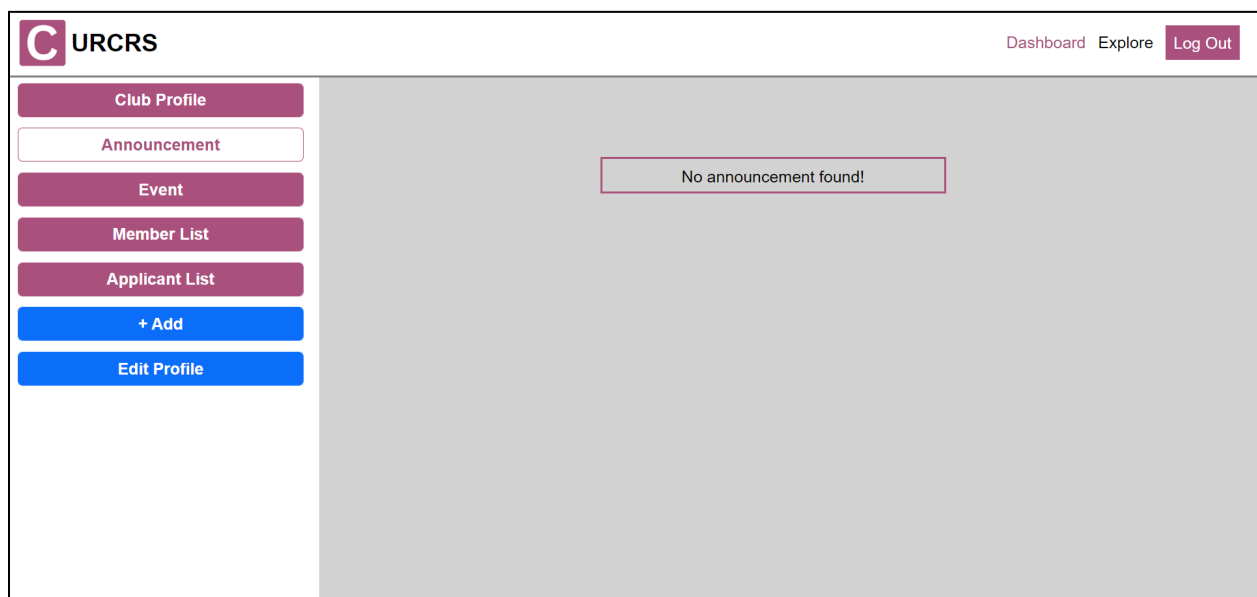 C URCRS
Dashboard Explore Log Out
Club Profile
Announcement
No announcement found!
Event
Member List
Applicant List
+ Add
Edit Profile